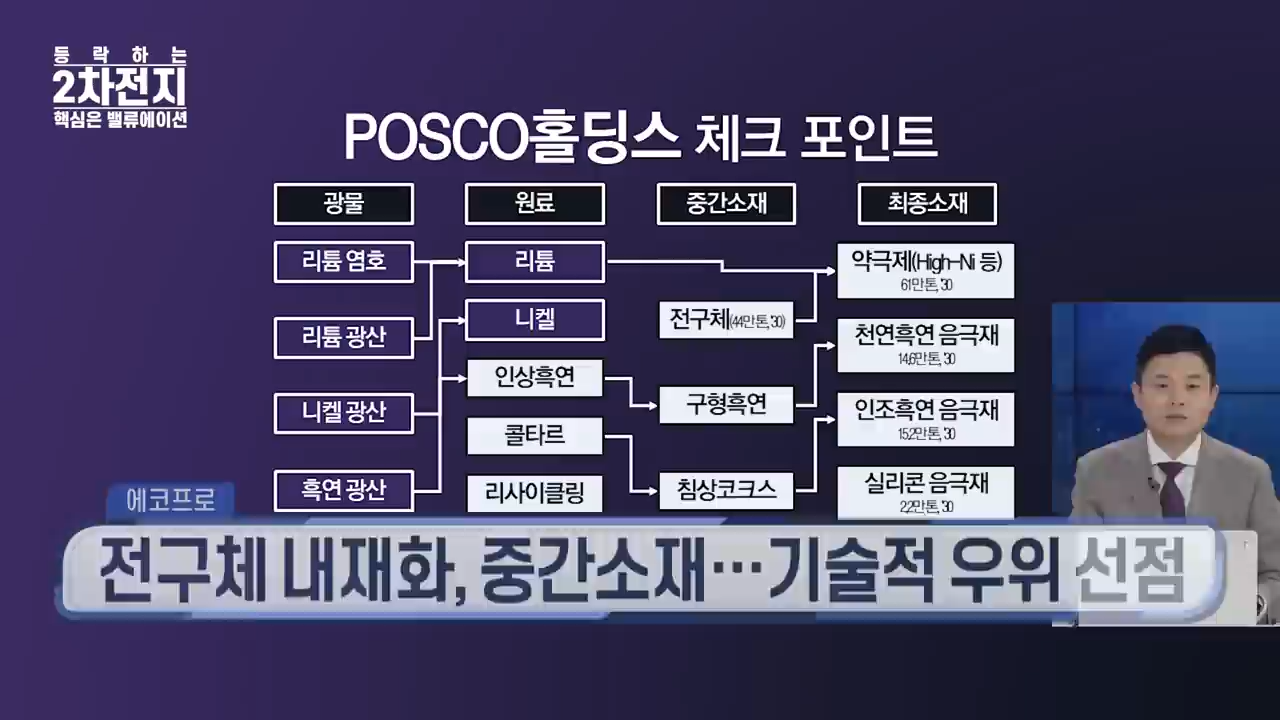 등락하는
2차전지
핵심은 밸류에이션
POSCO홀딩스 체크 포인트
광물
원료
중간소재
최종소재
리튬 염호
리튬
약극제(High-Ni 등)
61만톤,'30
리튬 광산
니켈
전구체(44만톤,'30)
천연흑연 음극재
14.6만톤,'30
니켈 광산
인상흑연
구형흑연
인조흑연 음극재
15.2만톤,'30
콜타르
흑연 광산
리사이클링
침상코크스
실리콘 음극재
2.2만톤,'30
에코프로
전구체 내재화, 중간소재…기술적 우위 선점